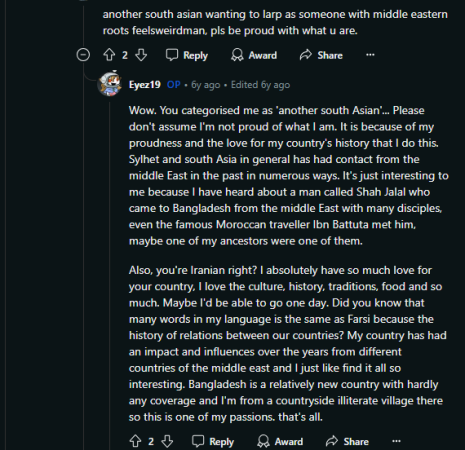 another south asian wanting to larp as someone with middle eastern
roots feelsweirdman, pls be proud with what u are.
2 Reply Award Share ...
Eyez19 OP • 6y ago • Edited 6y ago
Wow. You categorised me as 'another south Asian'... Please
don't assume I'm not proud of what I am. It is because of my
proudness and the love for my country's history that I do this.
Sylhet and south Asia in general has had contact from the
middle East in the past in numerous ways. It's just interesting to
me because I have heard about a man called Shah Jalal who
came to Bangladesh from the middle East with many disciples,
even the famous Moroccan traveller Ibn Battuta met him,
maybe one of my ancestors were one of them.
Also, you're Iranian right? I absolutely have so much love for
your country, I love the culture, history, traditions, food and so
much. Maybe I'd be able to go one day. Did you know that
many words in my language is the same as Farsi because the
history of relations between our countries? My country has had
an impact and influences over the years from different
countries of the middle east and I just like find it all so
interesting. Bangladesh is a relatively new country with hardly
any coverage and I'm from a countryside illiterate village there
so this is one of my passions. that's all.
2 Reply Award Share ...